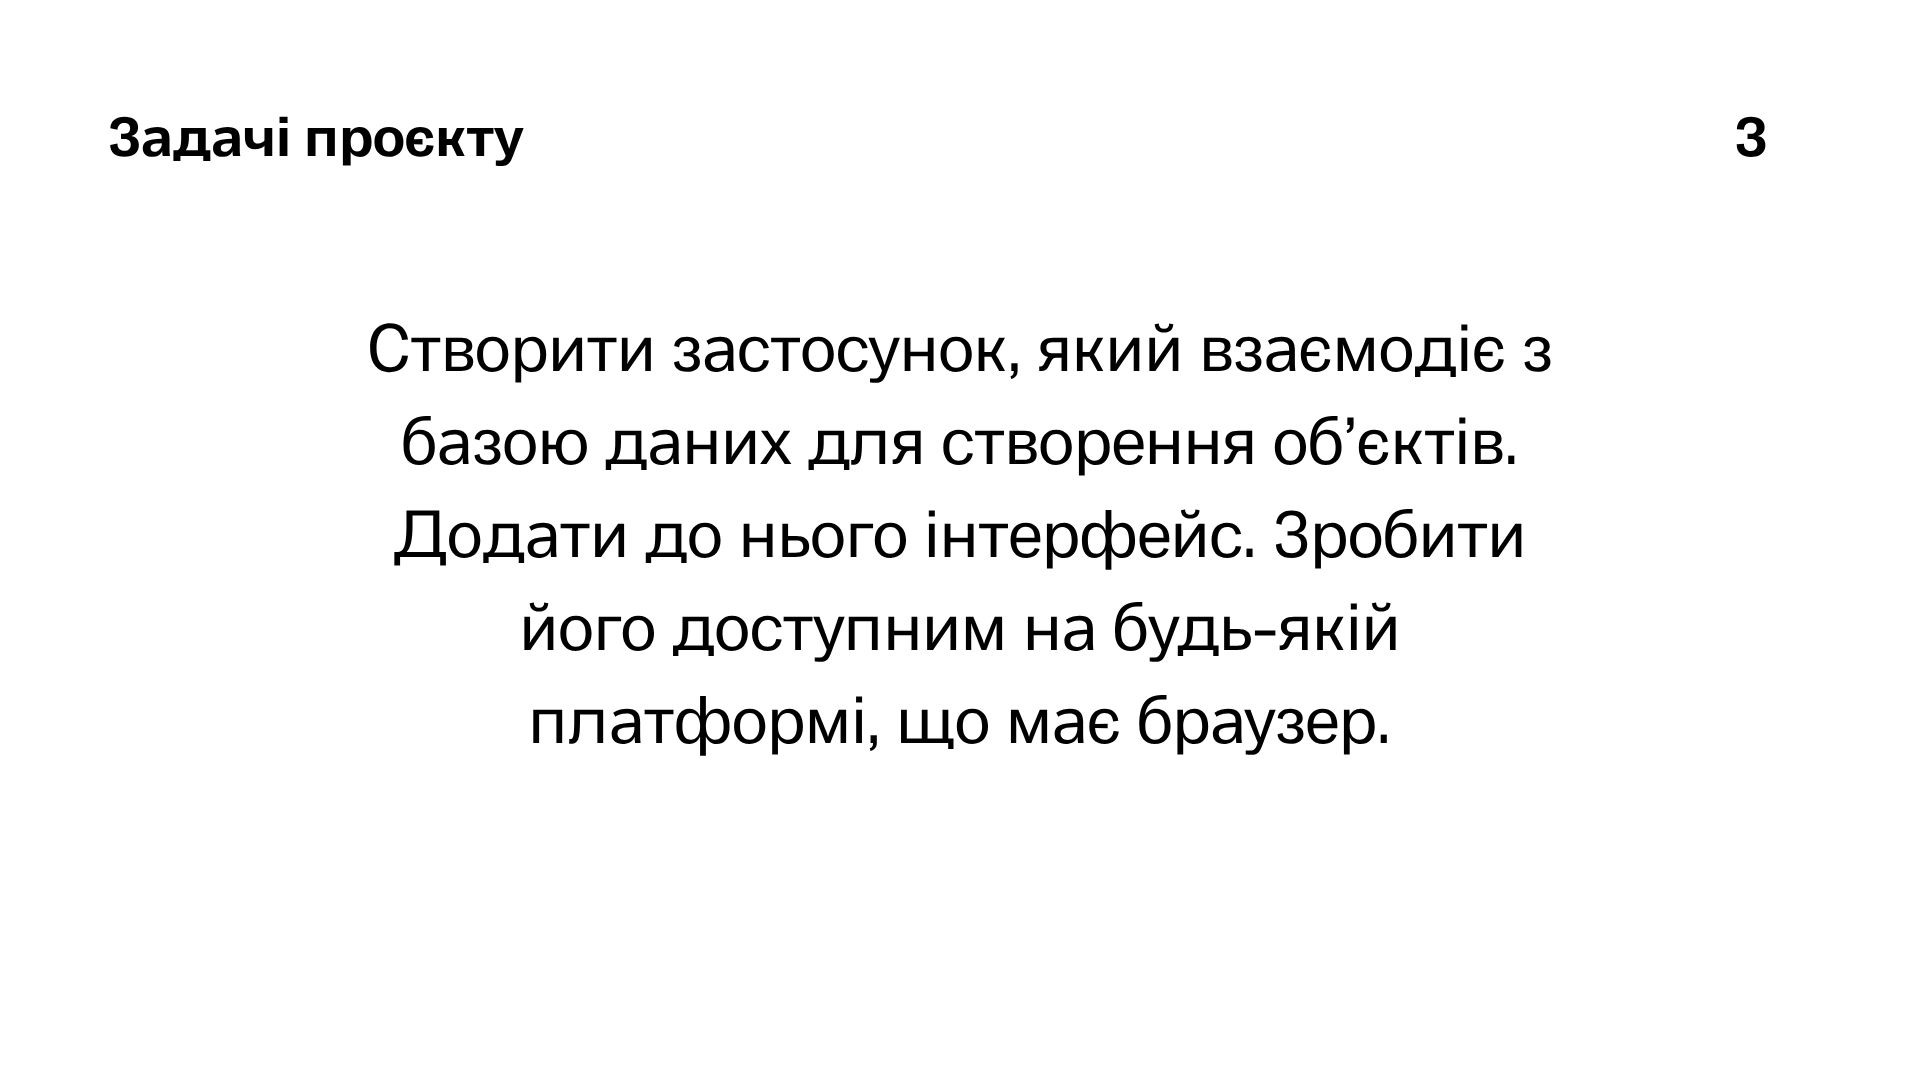 Задачі проєкту
3
Створити застосунок, який взаємодіє з
базою даних для створення об’єктів.
Додати до нього інтерфейс. Зробити
його доступним на будь-якій
платформі, що має браузер.